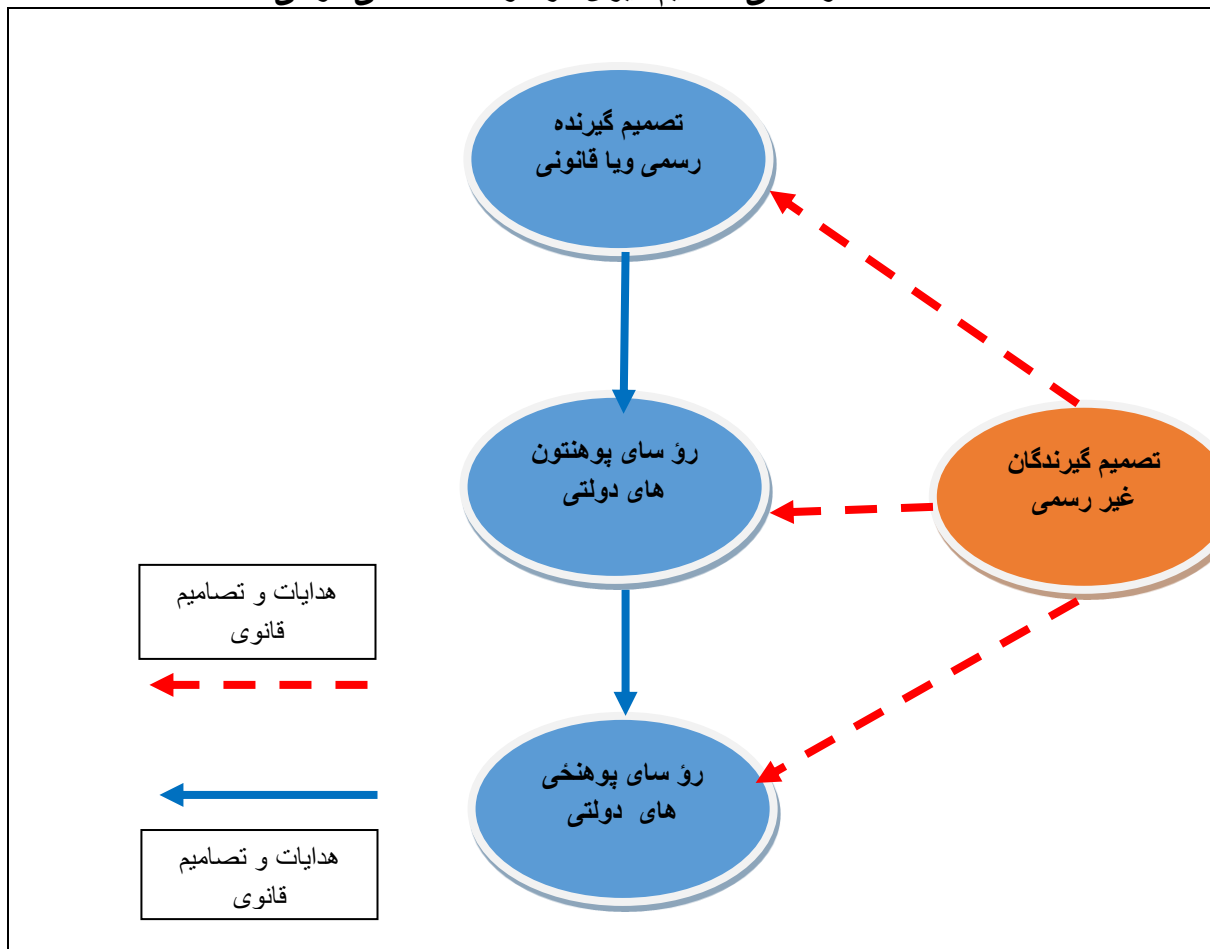 تصمیم گیرنده
رسمی ویا قانونی
رؤ سای پوهنتون
های دولتی
تصمیم گیرندگان
غیر رسمی
هدایات و تصامیم
قانوی
رؤ سای پوهنځی
های دولتی
هدایات و تصامیم
قانوی